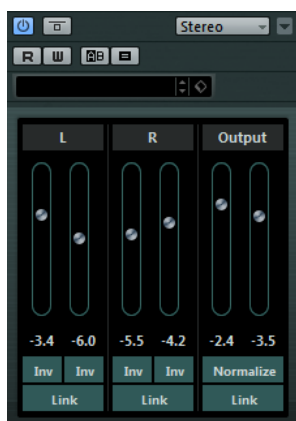 Stereo
R W AB
L R Output
-3.4 -6.0 -5.5 -4.2 -2.4 -3.5
Inv Inv Inv Inv Normalize
Link Link Link